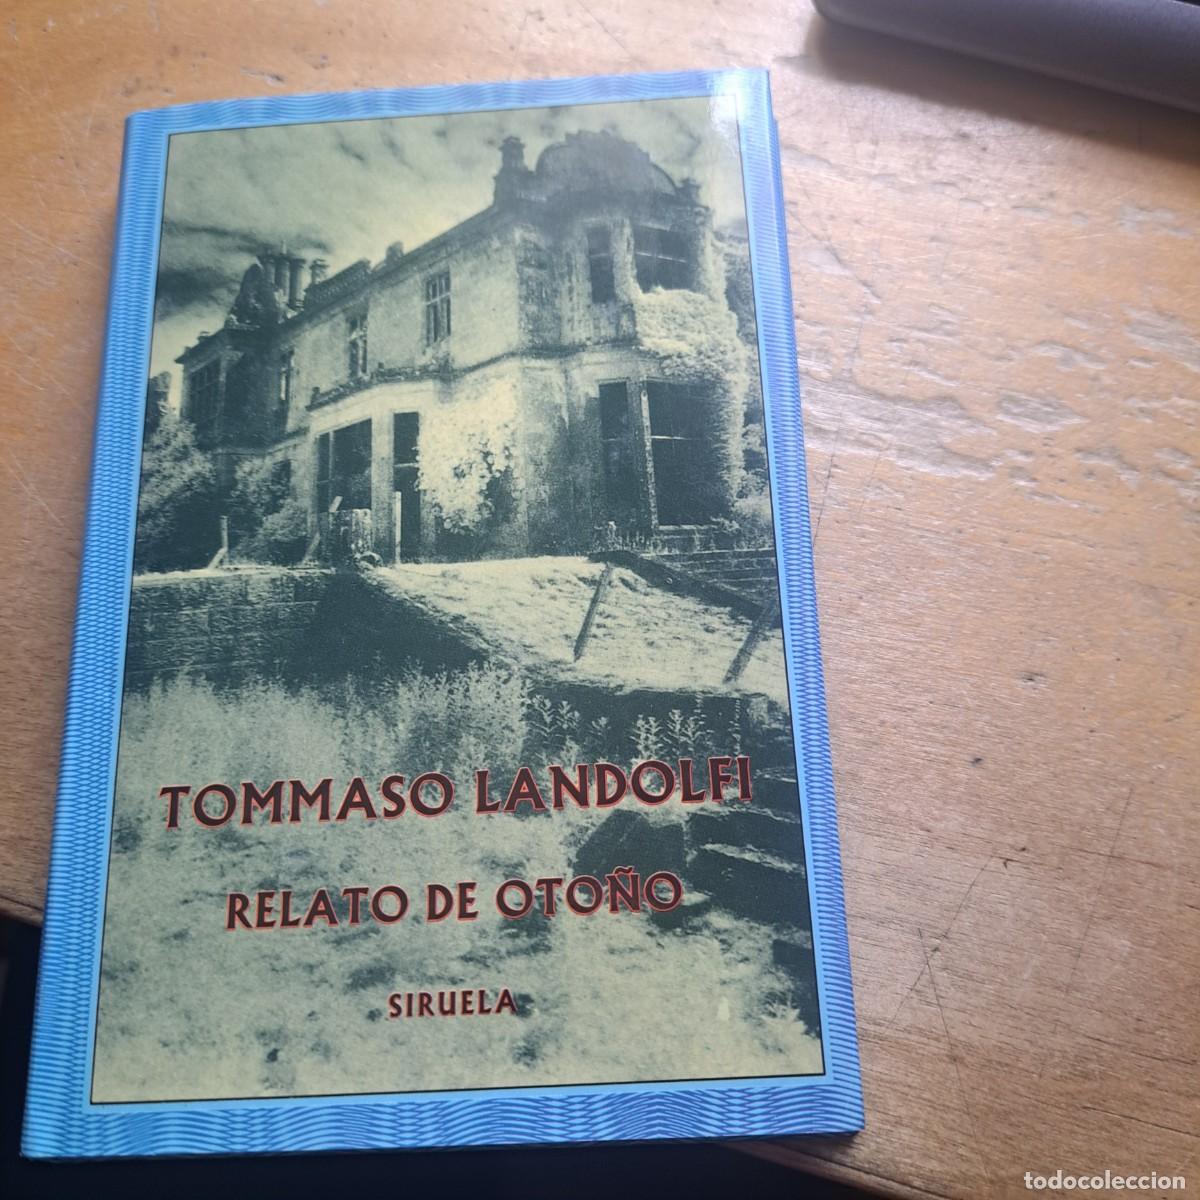 TOMMASO LANDOLFI
RELATO DE OTOÑO
SIRUELA
todocoleccion